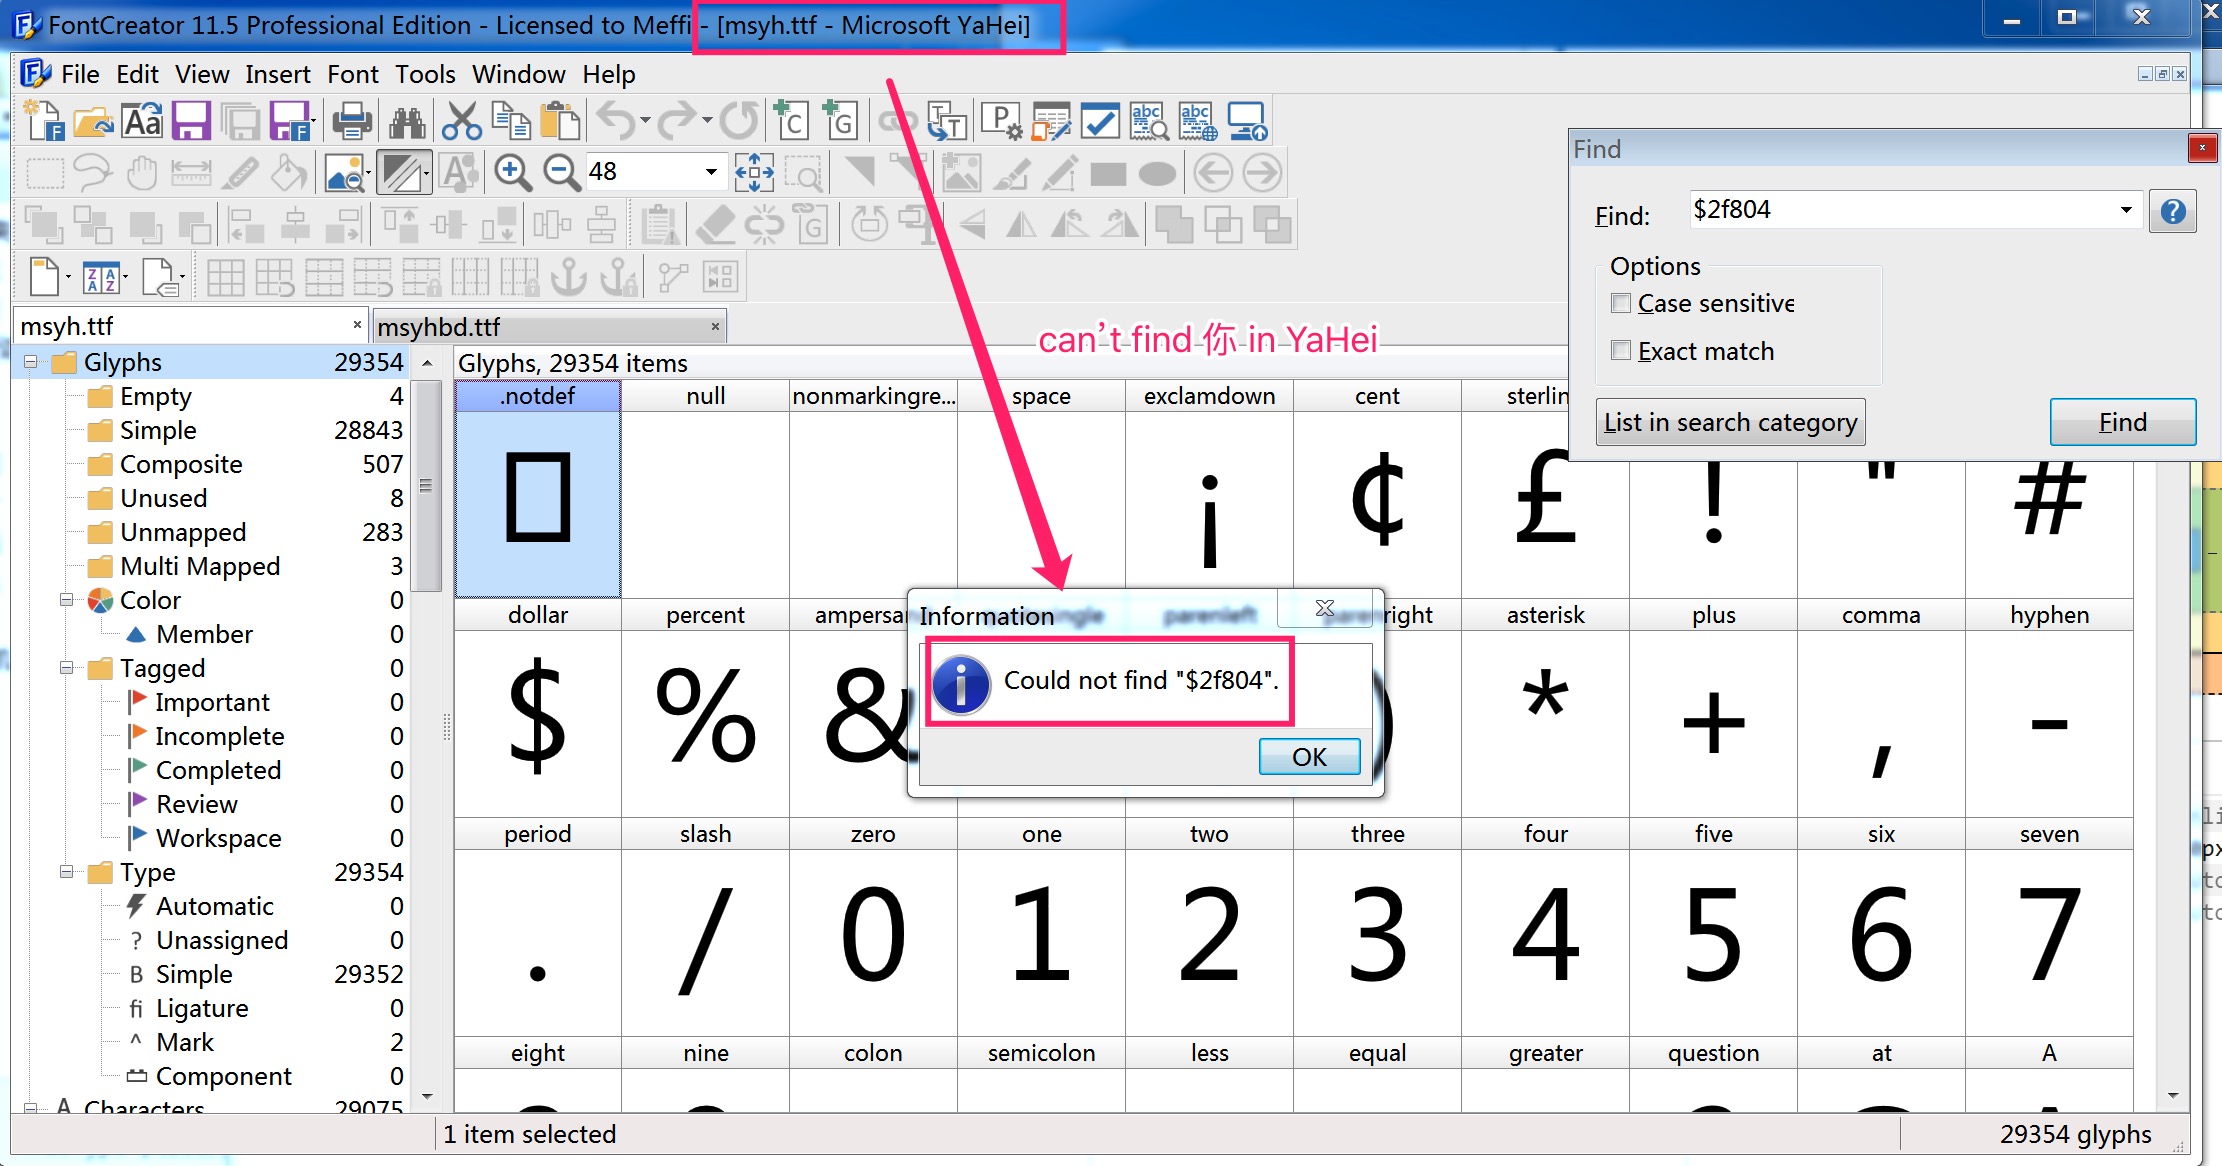 FontCreator 11.5 Professional Edition - Licensed to Meffi - [msyh.ttf - Microsoft YaHei]
File Edit View Insert Font Tools Window Help
48
Find
Find: $2f804
Options
Case sensitive
Exact match
List in search category
Find
msyh.ttf
msyhbd.ttf
can't find 你 in YaHei
Glyphs 29354
Empty 4
Simple 28843
Composite 507
Unused 8
Unmapped 283
Multi Mapped 3
Color 0
Member 0
Tagged 0
Important 0
Incomplete 0
Completed 0
Review 0
Workspace 0
Type 29354
Automatic 0
Unassigned 0
Simple 29352
Ligature 0
Mark 2
Component 0
Characters 29075
Glyphs, 29354 items
.notdef null nonmarkingre... space exclamdown cent sterlin
¡ ¢ £ ! " #
dollar percent ampersa right asterisk plus comma hyphen
$ % & ) * + , -
Information
Could not find "$2f804".
OK
period slash zero one two three four five six seven
. / 0 1 2 3 4 5 6 7
eight nine colon semicolon less equal greater question at A
1 item selected
29354 glyphs